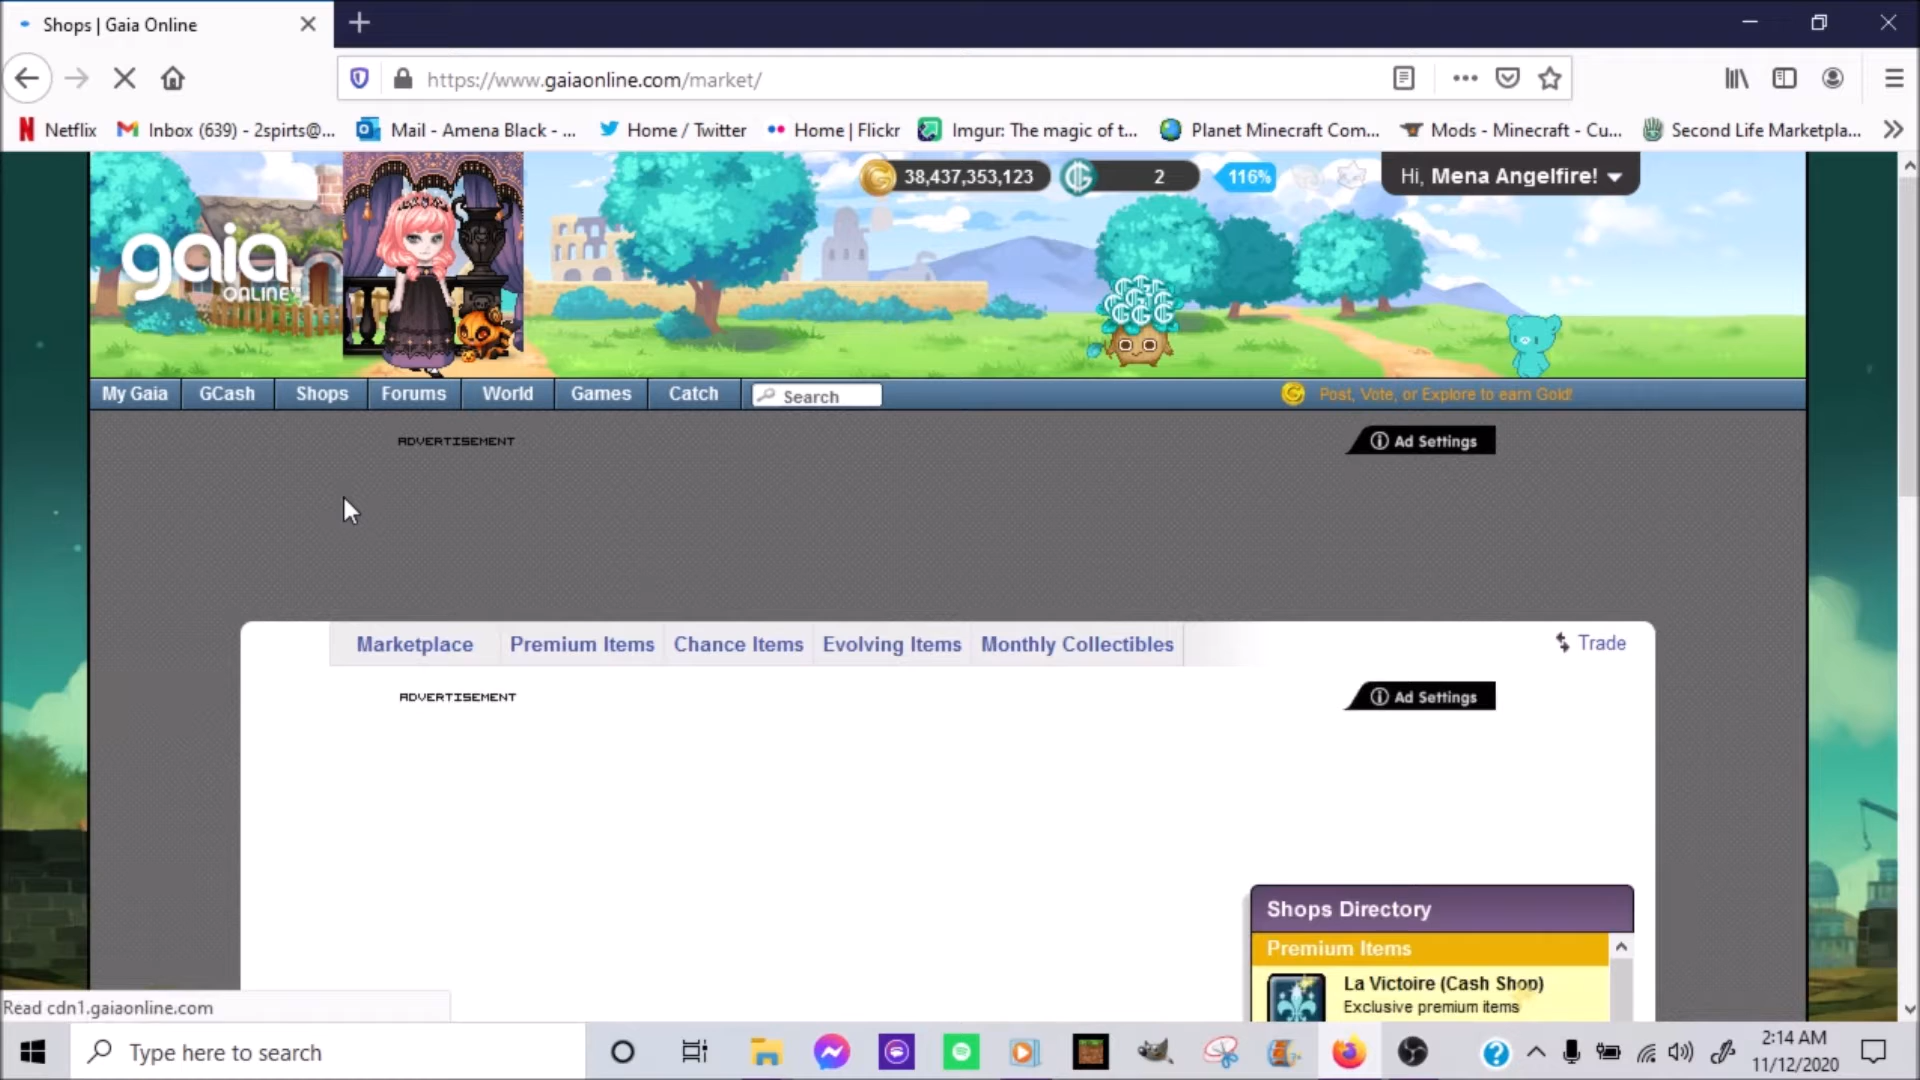 Shops | Gaia Online
https://www.gaiaonline.com/market/
Netflix
Inbox (639) - 2spirts@...
Mail - Amena Black - ...
Home / Twitter
Home | Flickr
Imgur: The magic of t...
Planet Minecraft Com...
Mods - Minecraft - Cu...
Second Life Marketpla...
38,437,353,123
2
116%
Hi, Mena Angelfire!
gaia
ONLINE
My Gaia
GCash
Shops
Forums
World
Games
Catch
Search
Post, Vote, or Explore to earn Gold!
ADVERTISEMENT
Ad Settings
Marketplace
Premium Items
Chance Items
Evolving Items
Monthly Collectibles
Trade
ADVERTISEMENT
Ad Settings
Shops Directory
Premium Items
La Victoire (Cash Shop)
Exclusive premium items
Read cdn1.gaiaonline.com
Type here to search
2:14 AM
11/12/2020